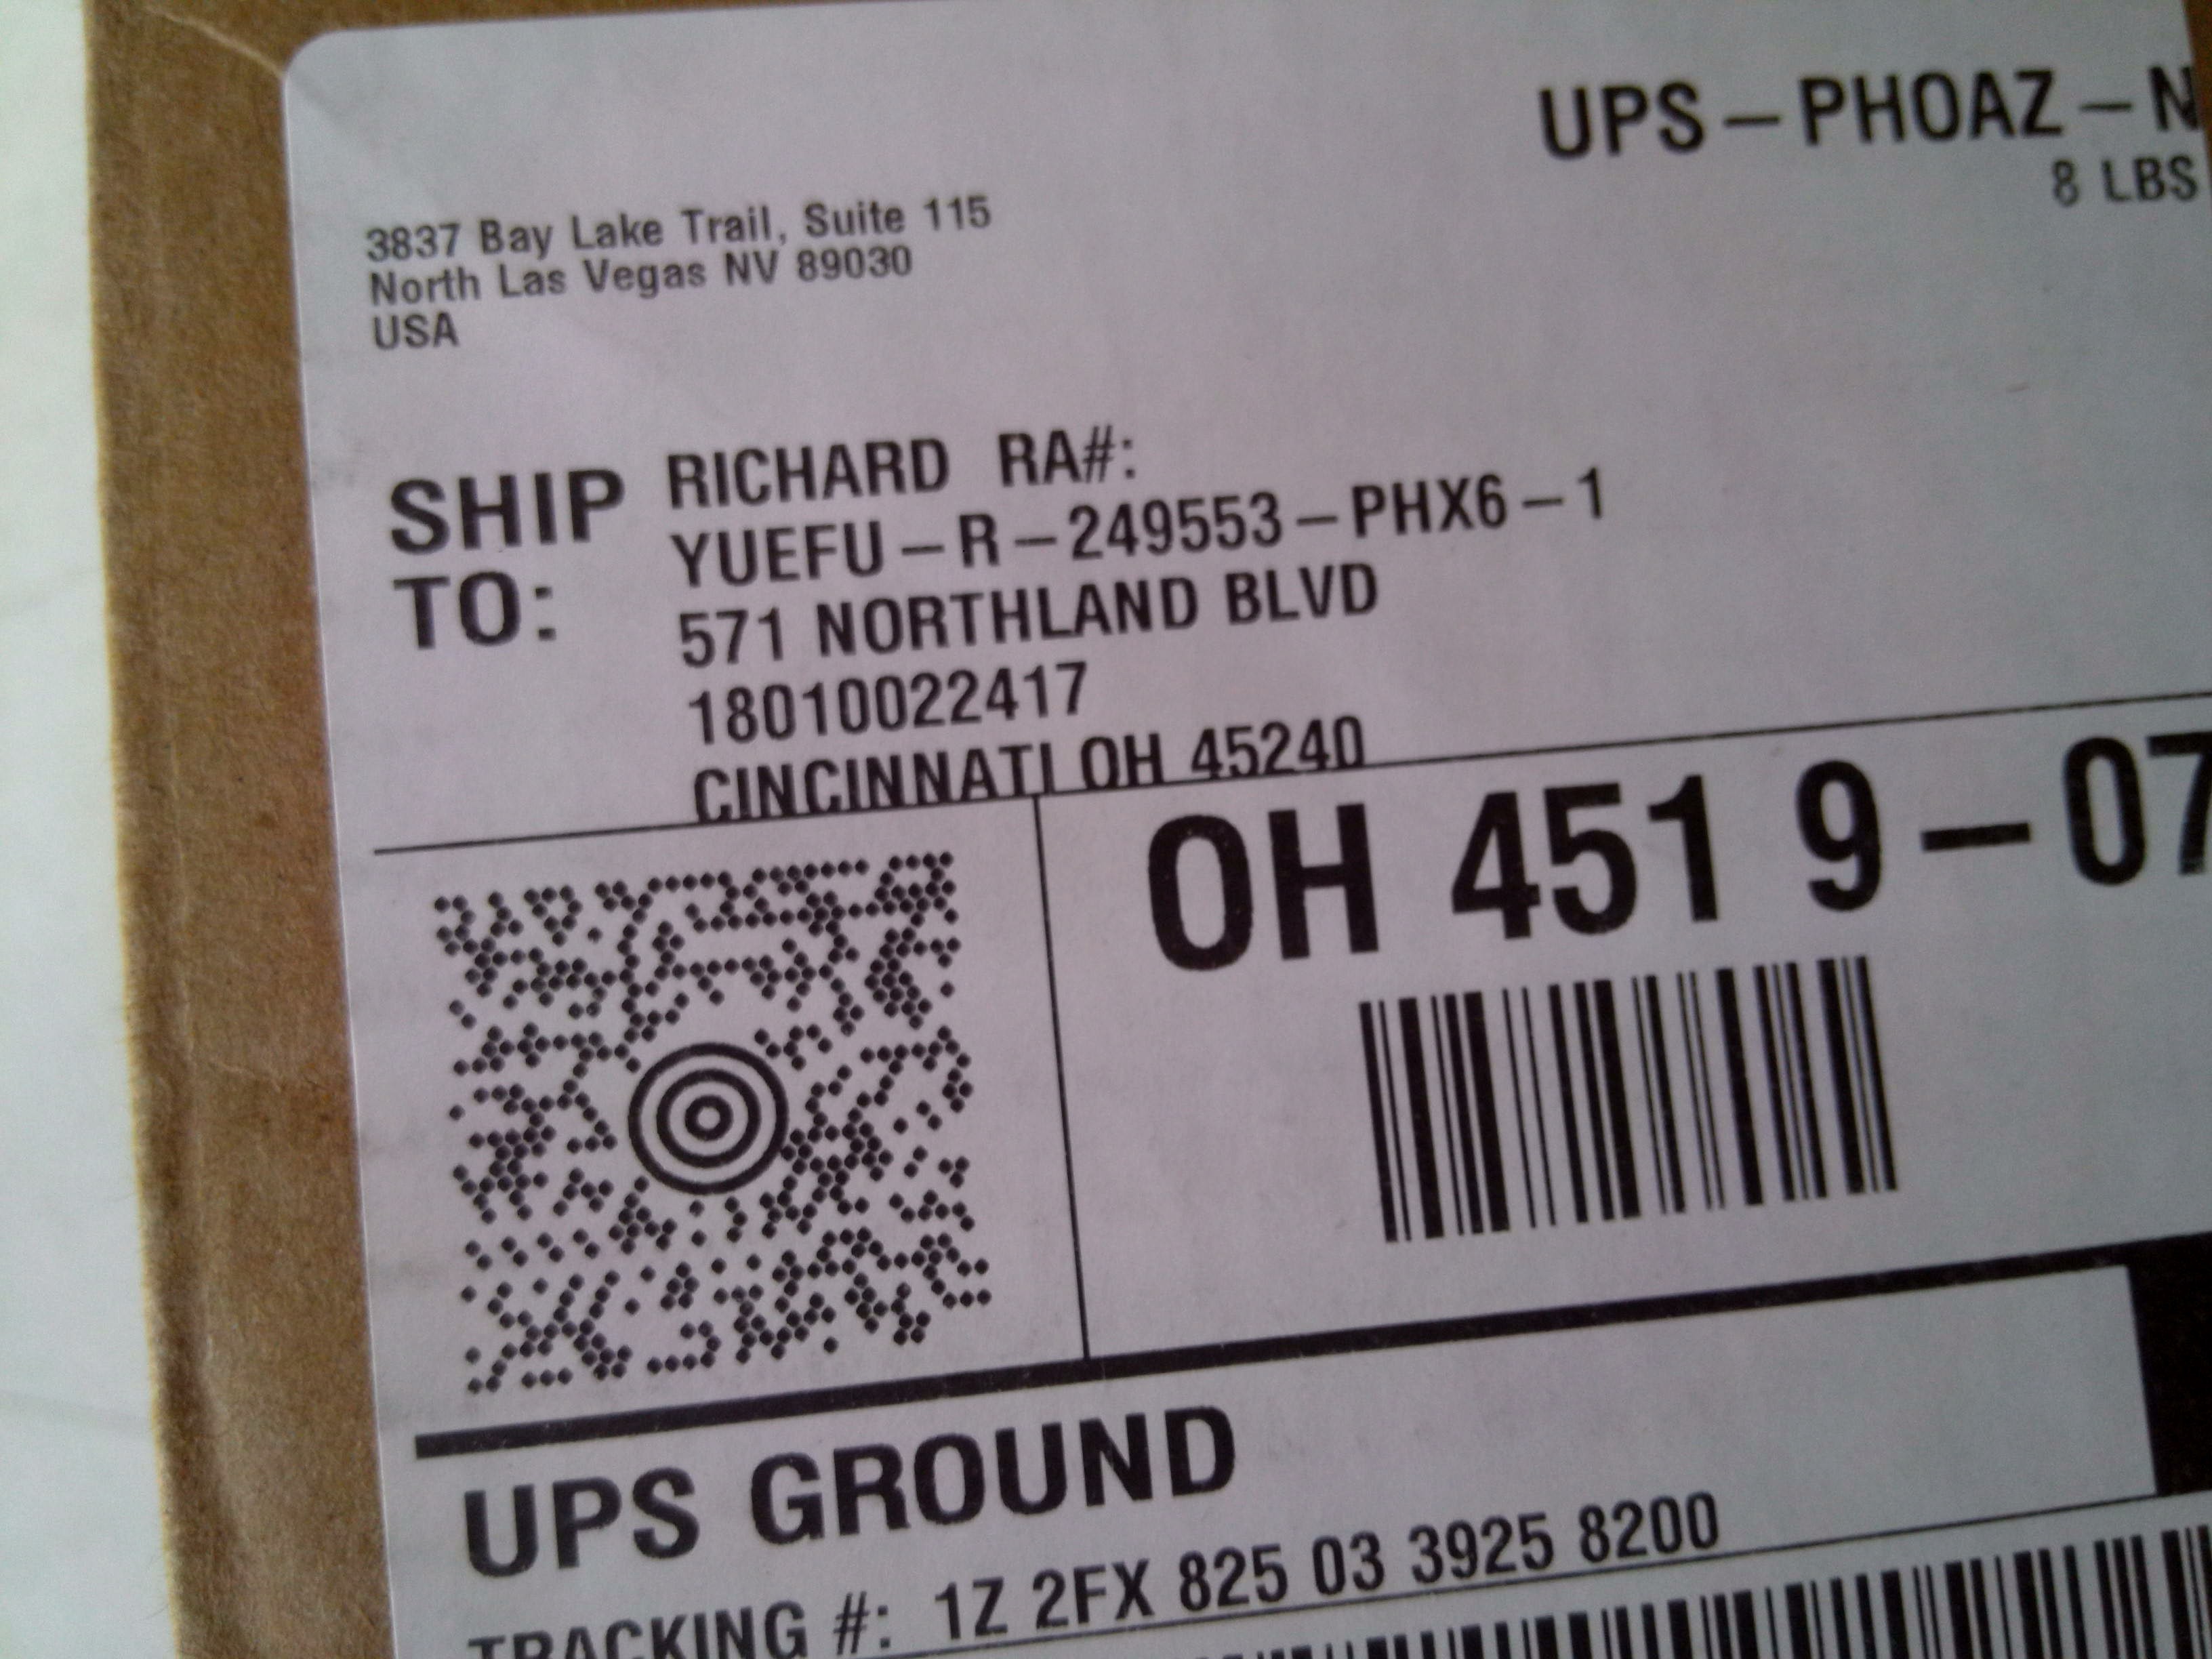 UPS-PHOAZ-N
8 LBS
3837 Bay Lake Trail, Suite 115
North Las Vegas NV 89030
USA
SHIP TO:
RICHARD RA#:
YUEFU-R-249553-PHX6-1
571 NORTHLAND BLVD
18010022417
CINCINNATI OH 45240
OH 451 9-07
UPS GROUND
TRACKING #: 1Z 2FX 825 03 3925 8200